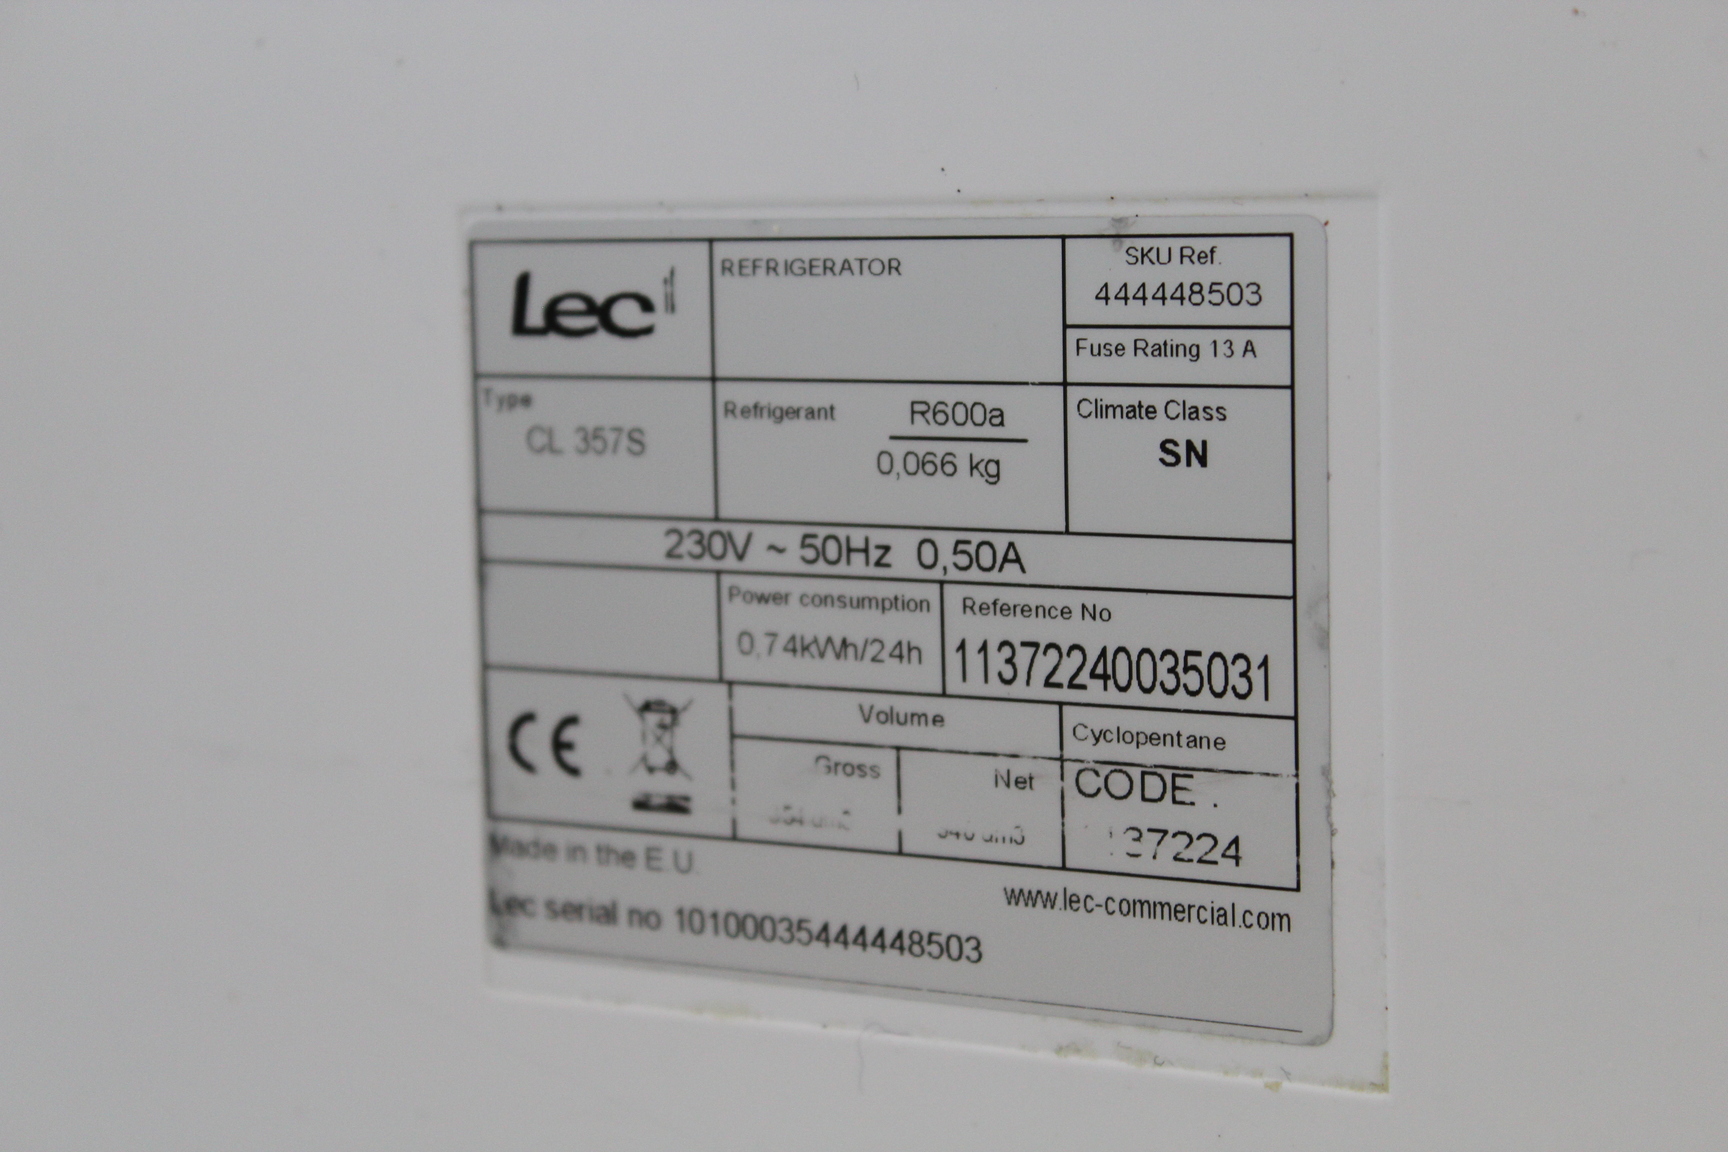 Lec
REFRIGERATOR
SKU Ref.
444448503
Fuse Rating 13 A
Type
CL 357S
Refrigerant
R600a
0,066 kg
Climate Class
SN
230V ~ 50Hz 0,50A
Power consumption
0,74kWh/24h
Reference No
11372240035031
CE
Volume
Gross
Net
Cyclopentane
CODE .
137224
Made in the E.U.
www.lec-commercial.com
Lec serial no 10100035444448503